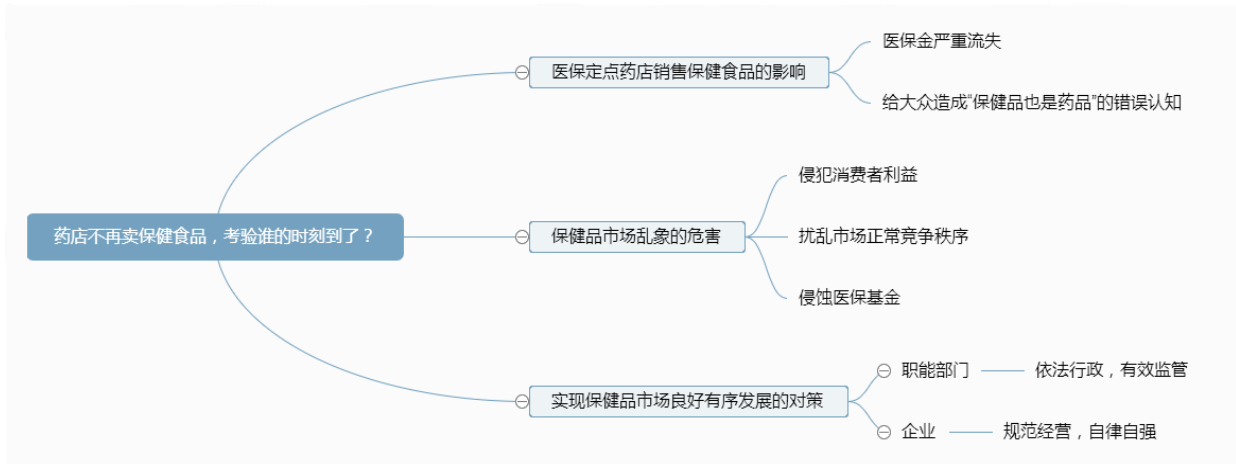 药店不再卖保健食品，考验谁的时刻到了？
医保定点药店销售保健食品的影响
医保金严重流失
给大众造成“保健品也是药品”的错误认知
保健品市场乱象的危害
侵犯消费者利益
扰乱市场正常竞争秩序
侵蚀医保基金
实现保健品市场良好有序发展的对策
职能部门
依法行政，有效监管
企业
规范经营，自律自强